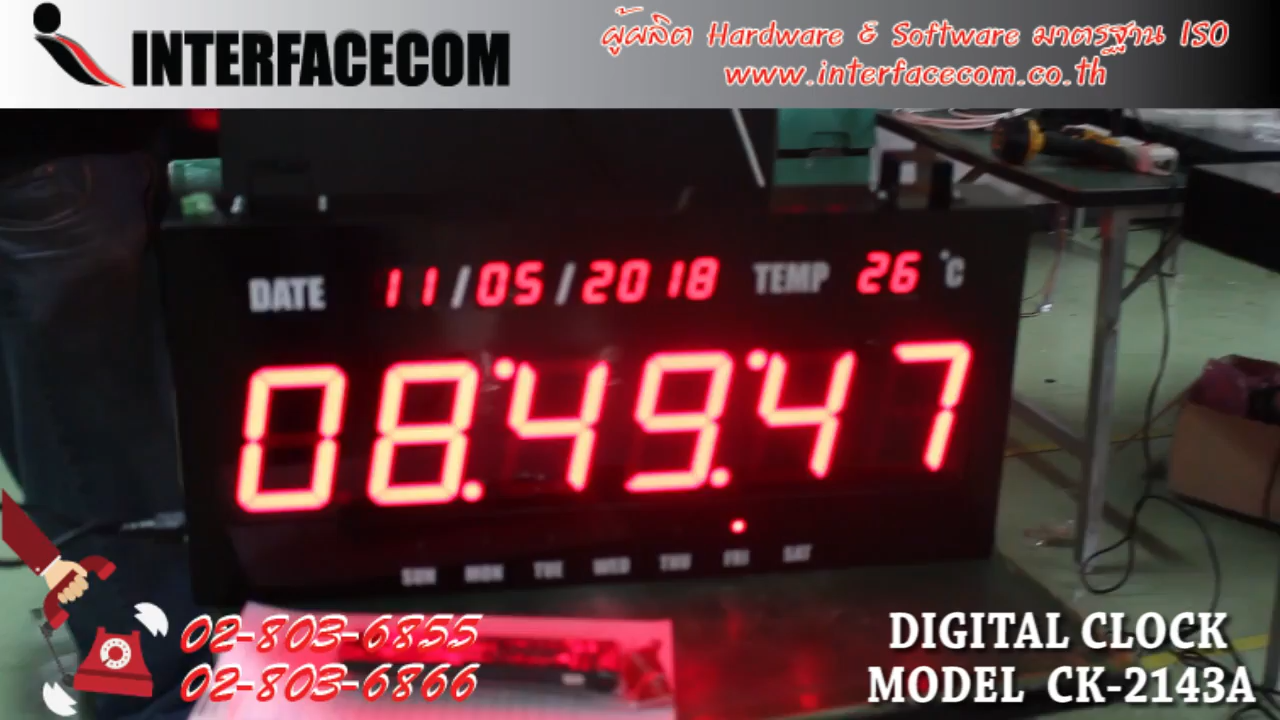 INTERFACECOM
ผู้ผลิต Hardware & Software มาตรฐาน ISO
www.interfacecom.co.th
DATE 11/05/2018 TEMP 26 °C
08:49:47
SUN MON TUE WED THU FRI SAT
02-803-6855
02-803-6866
DIGITAL CLOCK
MODEL CK-2143A